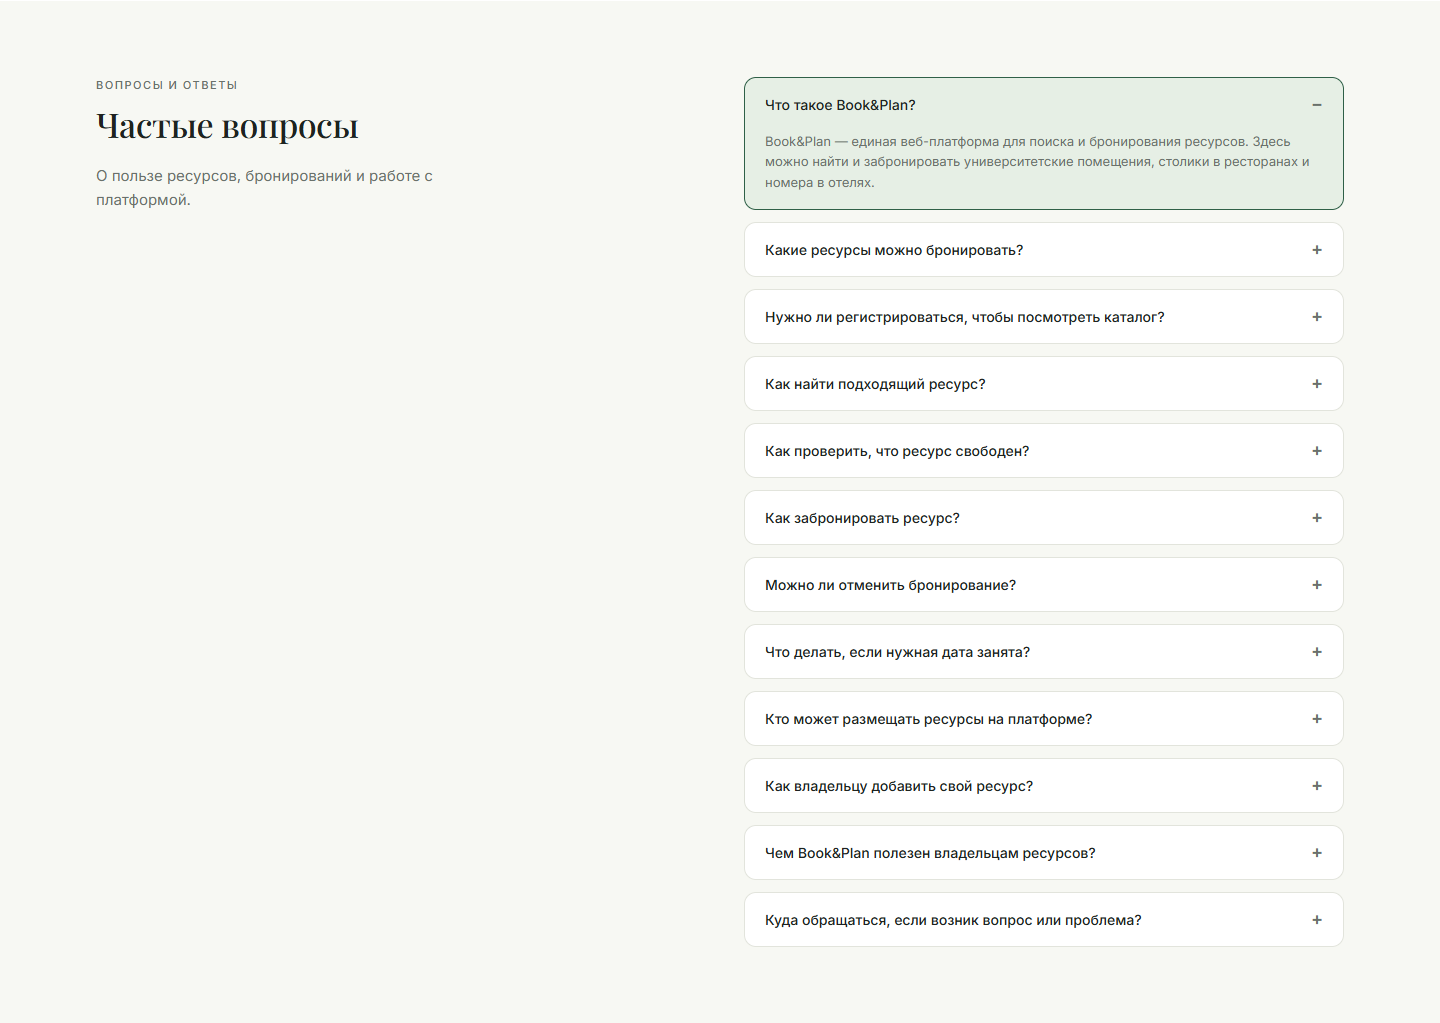 ВОПРОСЫ И ОТВЕТЫ
Частые вопросы
О пользе ресурсов, бронирований и работе с
платформой.
Что такое Book&Plan?
Book&Plan — единая веб-платформа для поиска и бронирования ресурсов. Здесь
можно найти и забронировать университетские помещения, столики в ресторанах и
номера в отелях.
Какие ресурсы можно бронировать?
Нужно ли регистрироваться, чтобы посмотреть каталог?
Как найти подходящий ресурс?
Как проверить, что ресурс свободен?
Как забронировать ресурс?
Можно ли отменить бронирование?
Что делать, если нужная дата занята?
Кто может размещать ресурсы на платформе?
Как владельцу добавить свой ресурс?
Чем Book&Plan полезен владельцам ресурсов?
Куда обращаться, если возник вопрос или проблема?